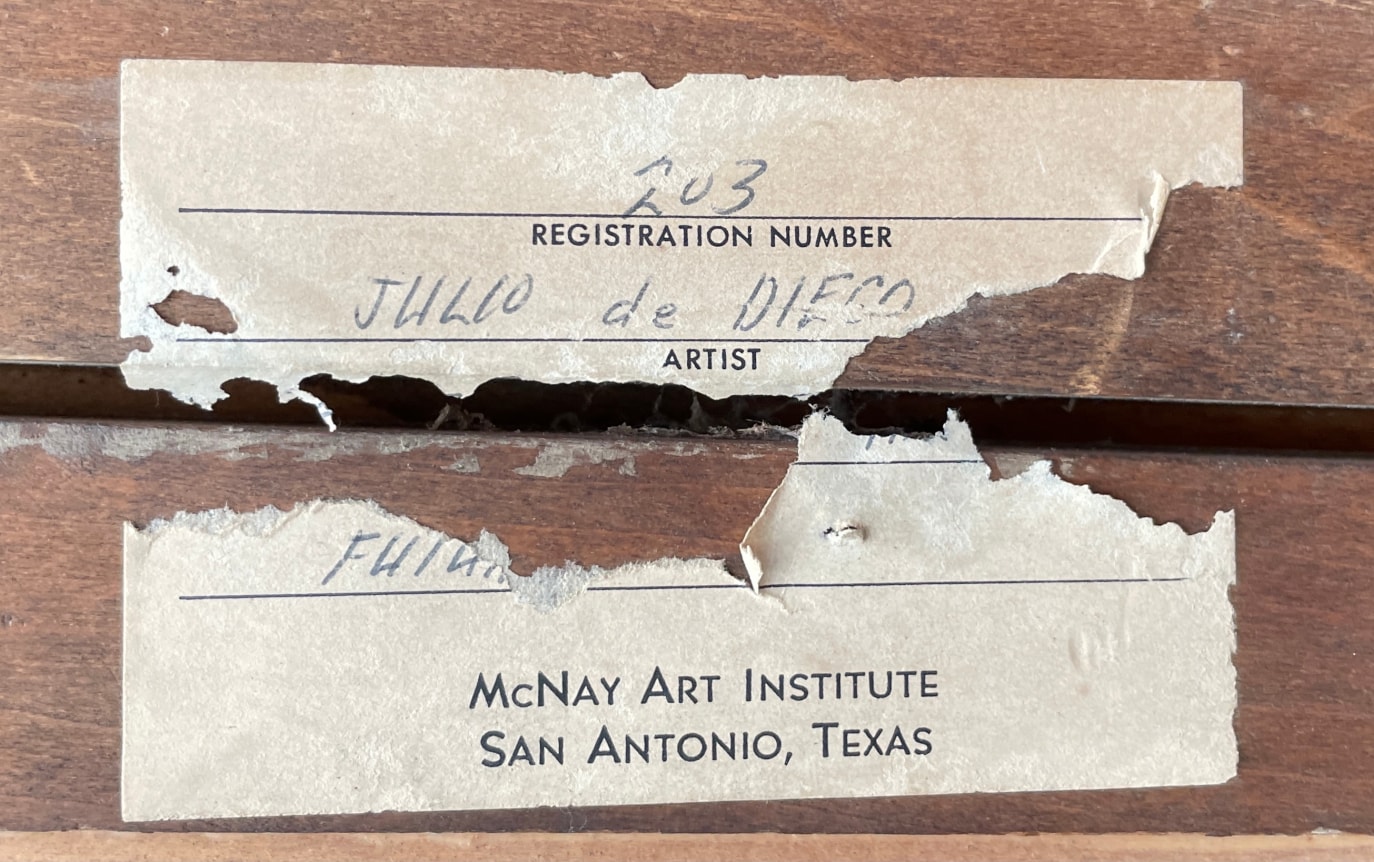 203
REGISTRATION NUMBER
JULIO de DIEGO
ARTIST
McNAY ART INSTITUTE
SAN ANTONIO, TEXAS